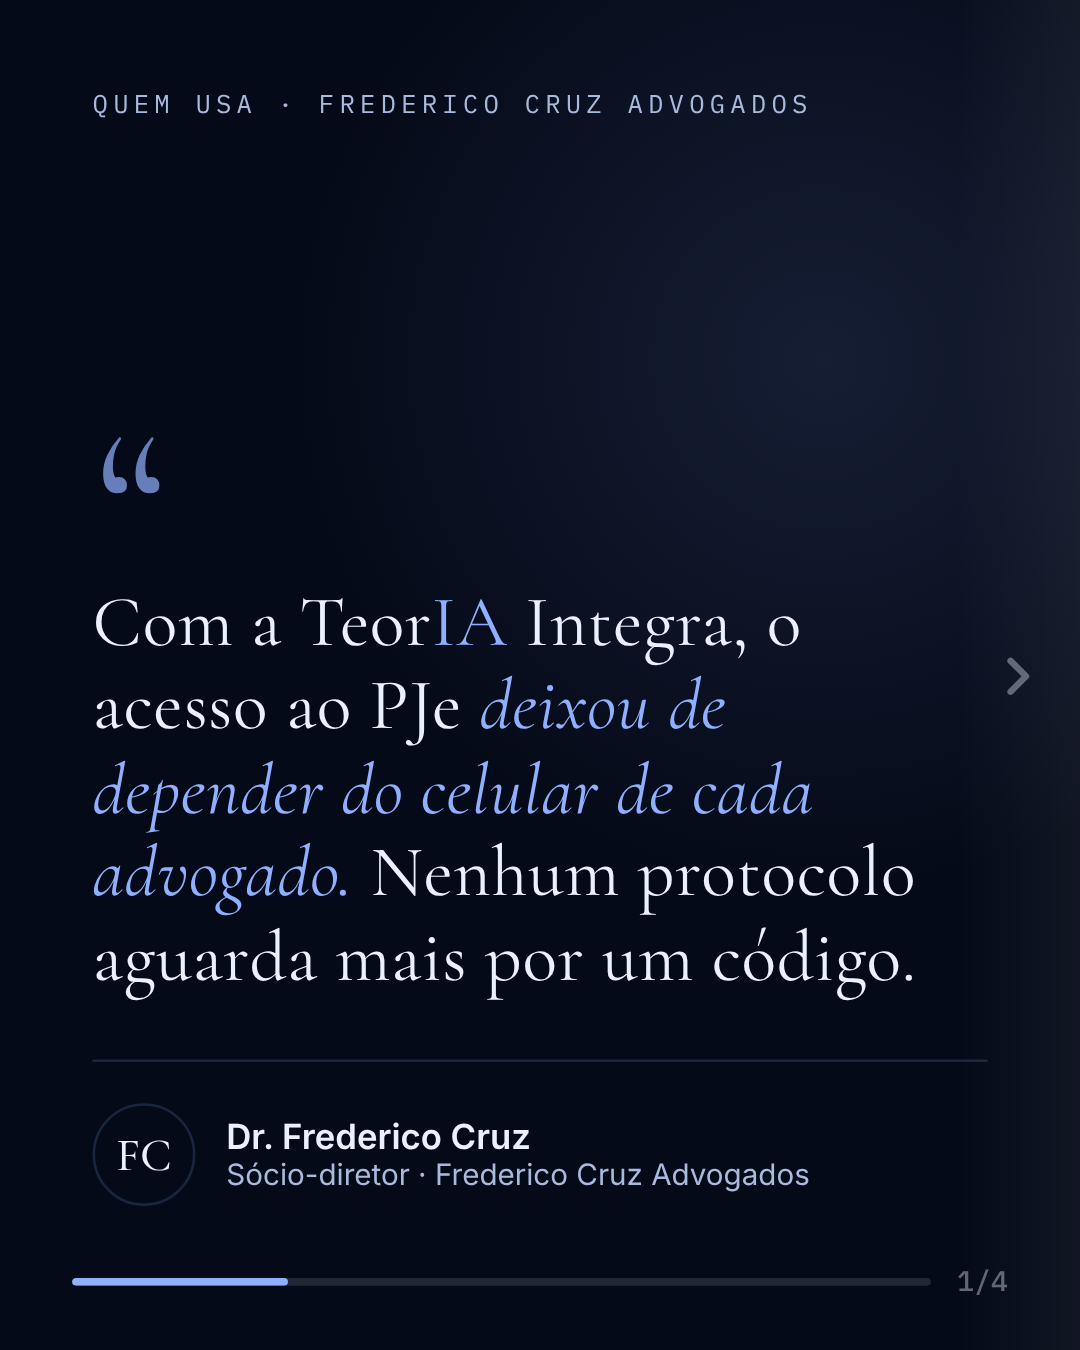 QUEM USA · FREDERICO CRUZ ADVOGADOS
“
Com a TeorIA Integra, o
acesso ao PJe deixou de
depender do celular de cada
advogado. Nenhum protocolo
aguarda mais por um código.
FC
Dr. Frederico Cruz
Sócio-diretor · Frederico Cruz Advogados
1/4